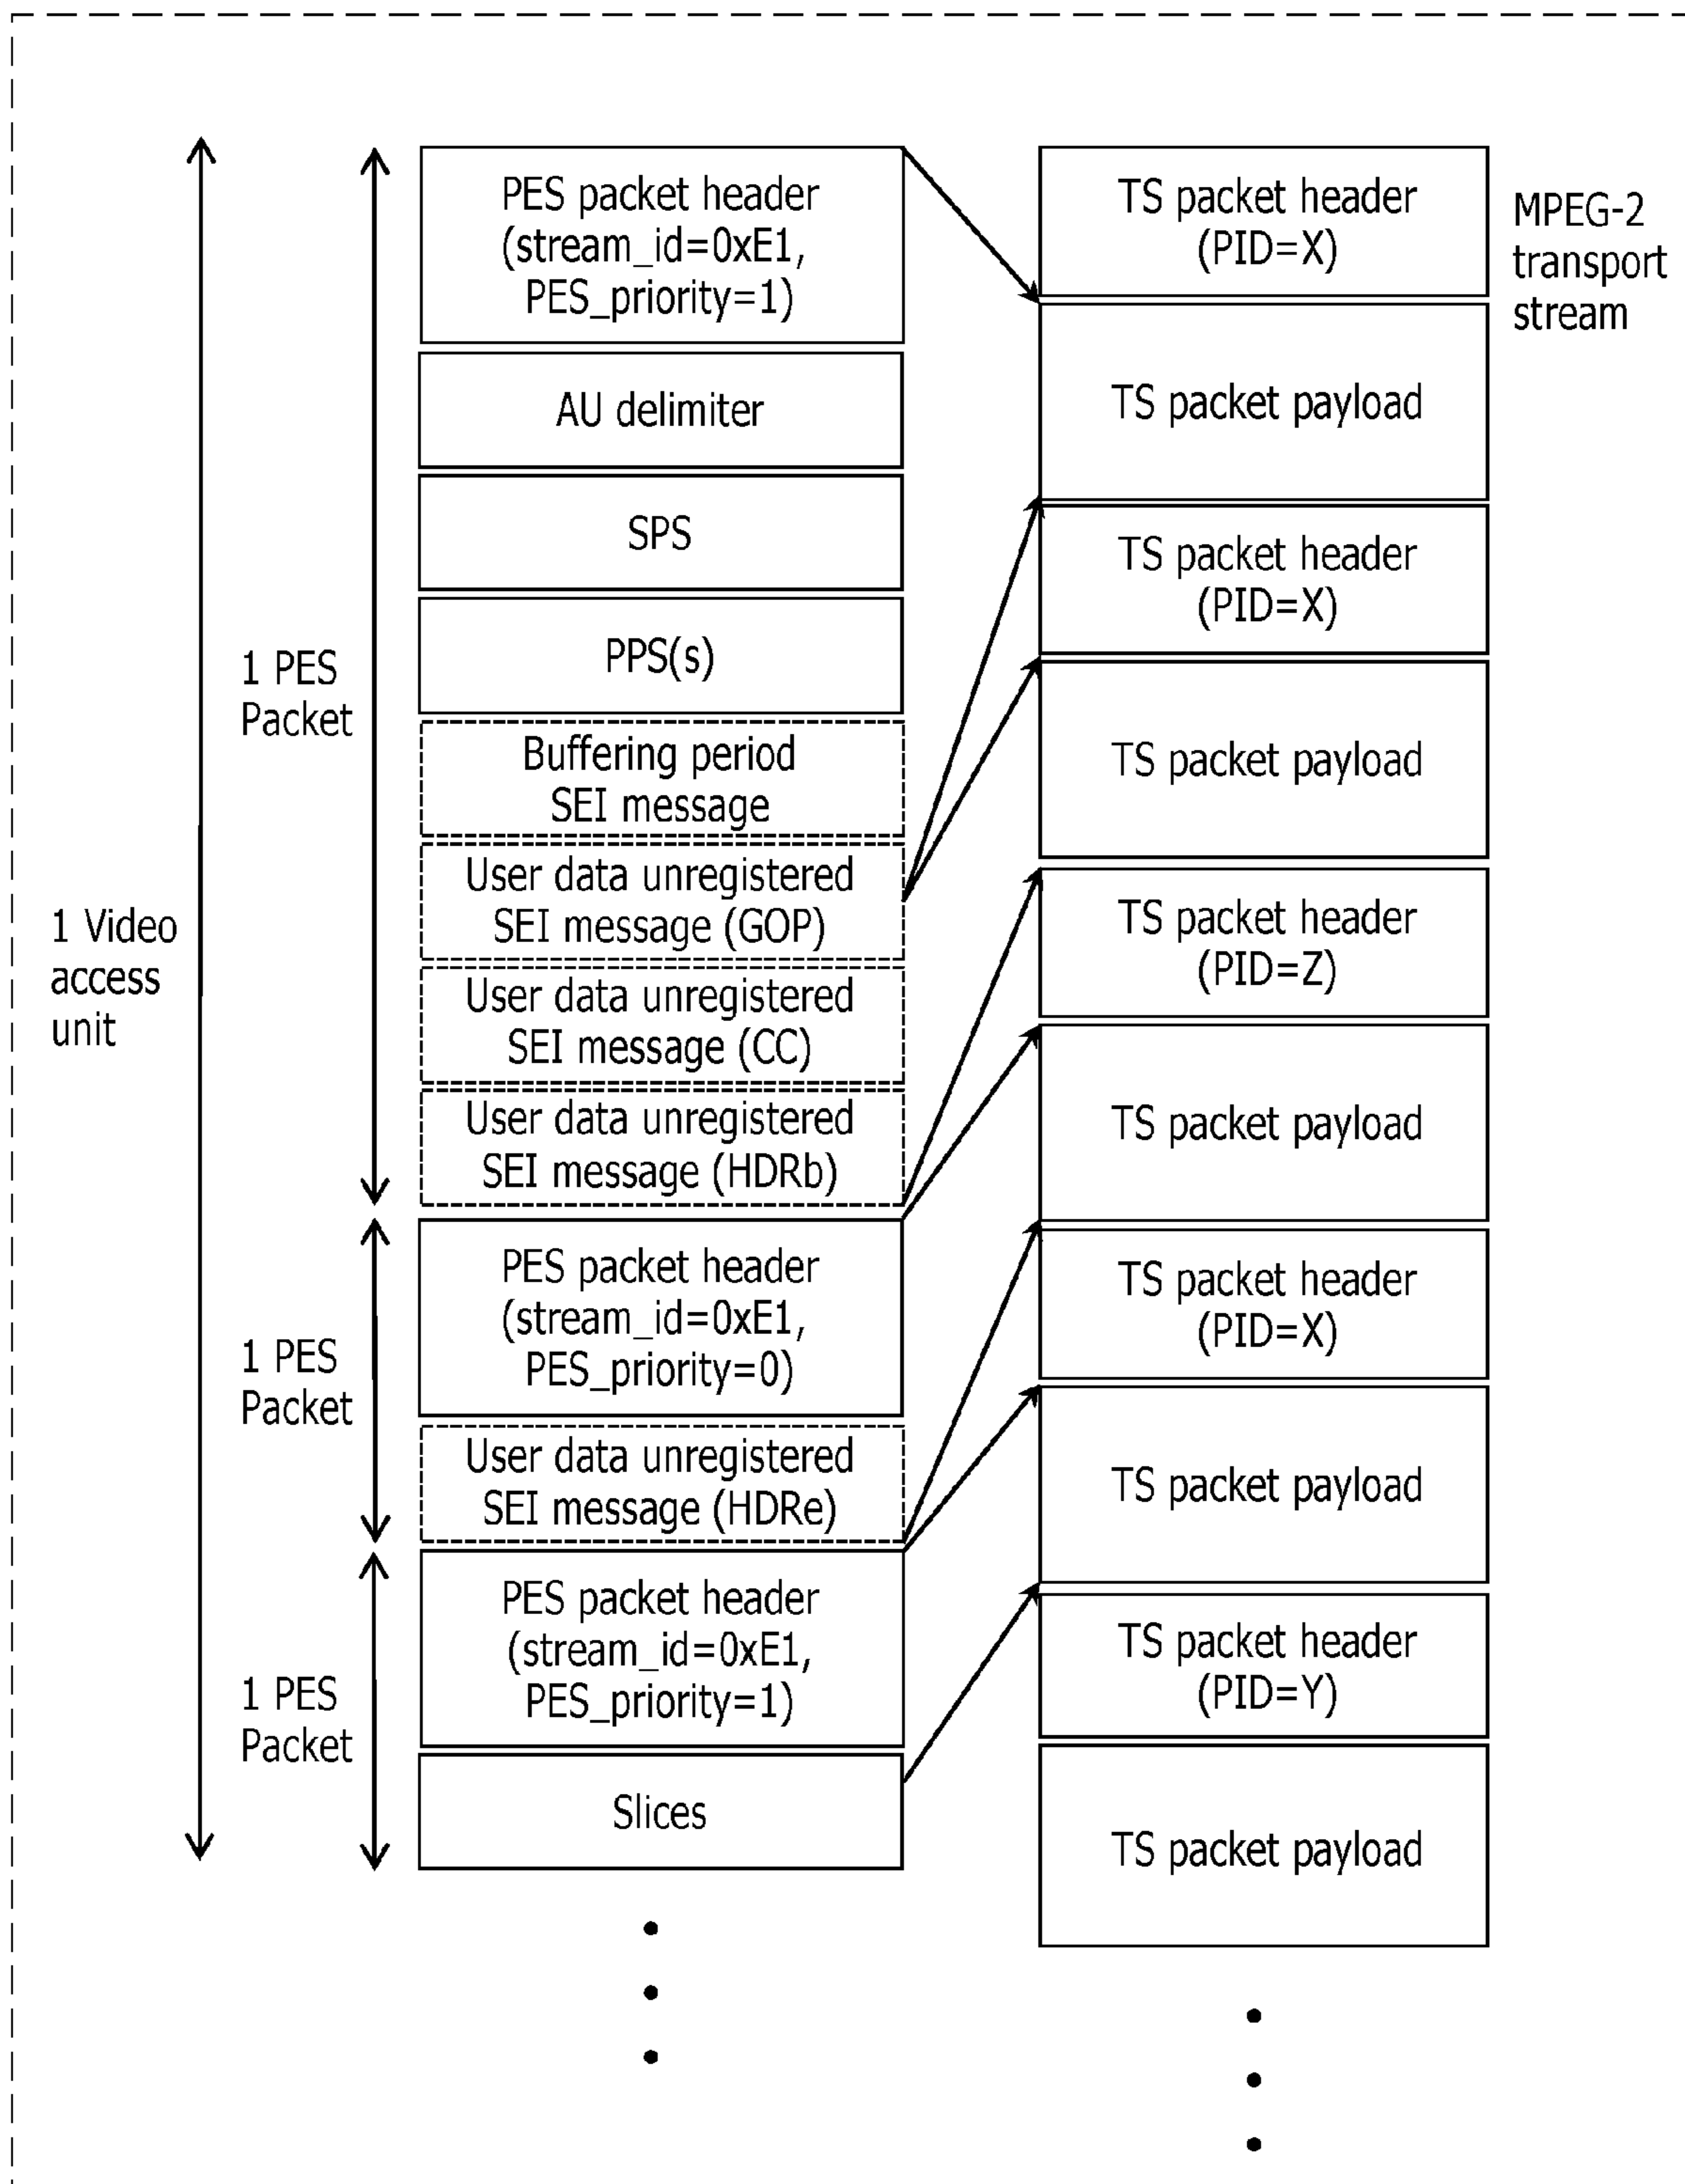 1 Video
access
unit
1 PES
Packet
1 PES
Packet
1 PES
Packet
PES packet header
(stream_id=0xE1,
PES_priority=1)
AU delimiter
SPS
PPS(s)
Buffering period
SEI message
User data unregistered
SEI message (GOP)
User data unregistered
SEI message (CC)
User data unregistered
SEI message (HDRb)
PES packet header
(stream_id=0xE1,
PES_priority=0)
User data unregistered
SEI message (HDRe)
PES packet header
(stream_id=0xE1,
PES_priority=1)
Slices
TS packet header
(PID=X)
TS packet payload
TS packet header
(PID=X)
TS packet payload
TS packet header
(PID=Z)
TS packet payload
TS packet header
(PID=X)
TS packet payload
TS packet header
(PID=Y)
TS packet payload
MPEG-2
transport
stream